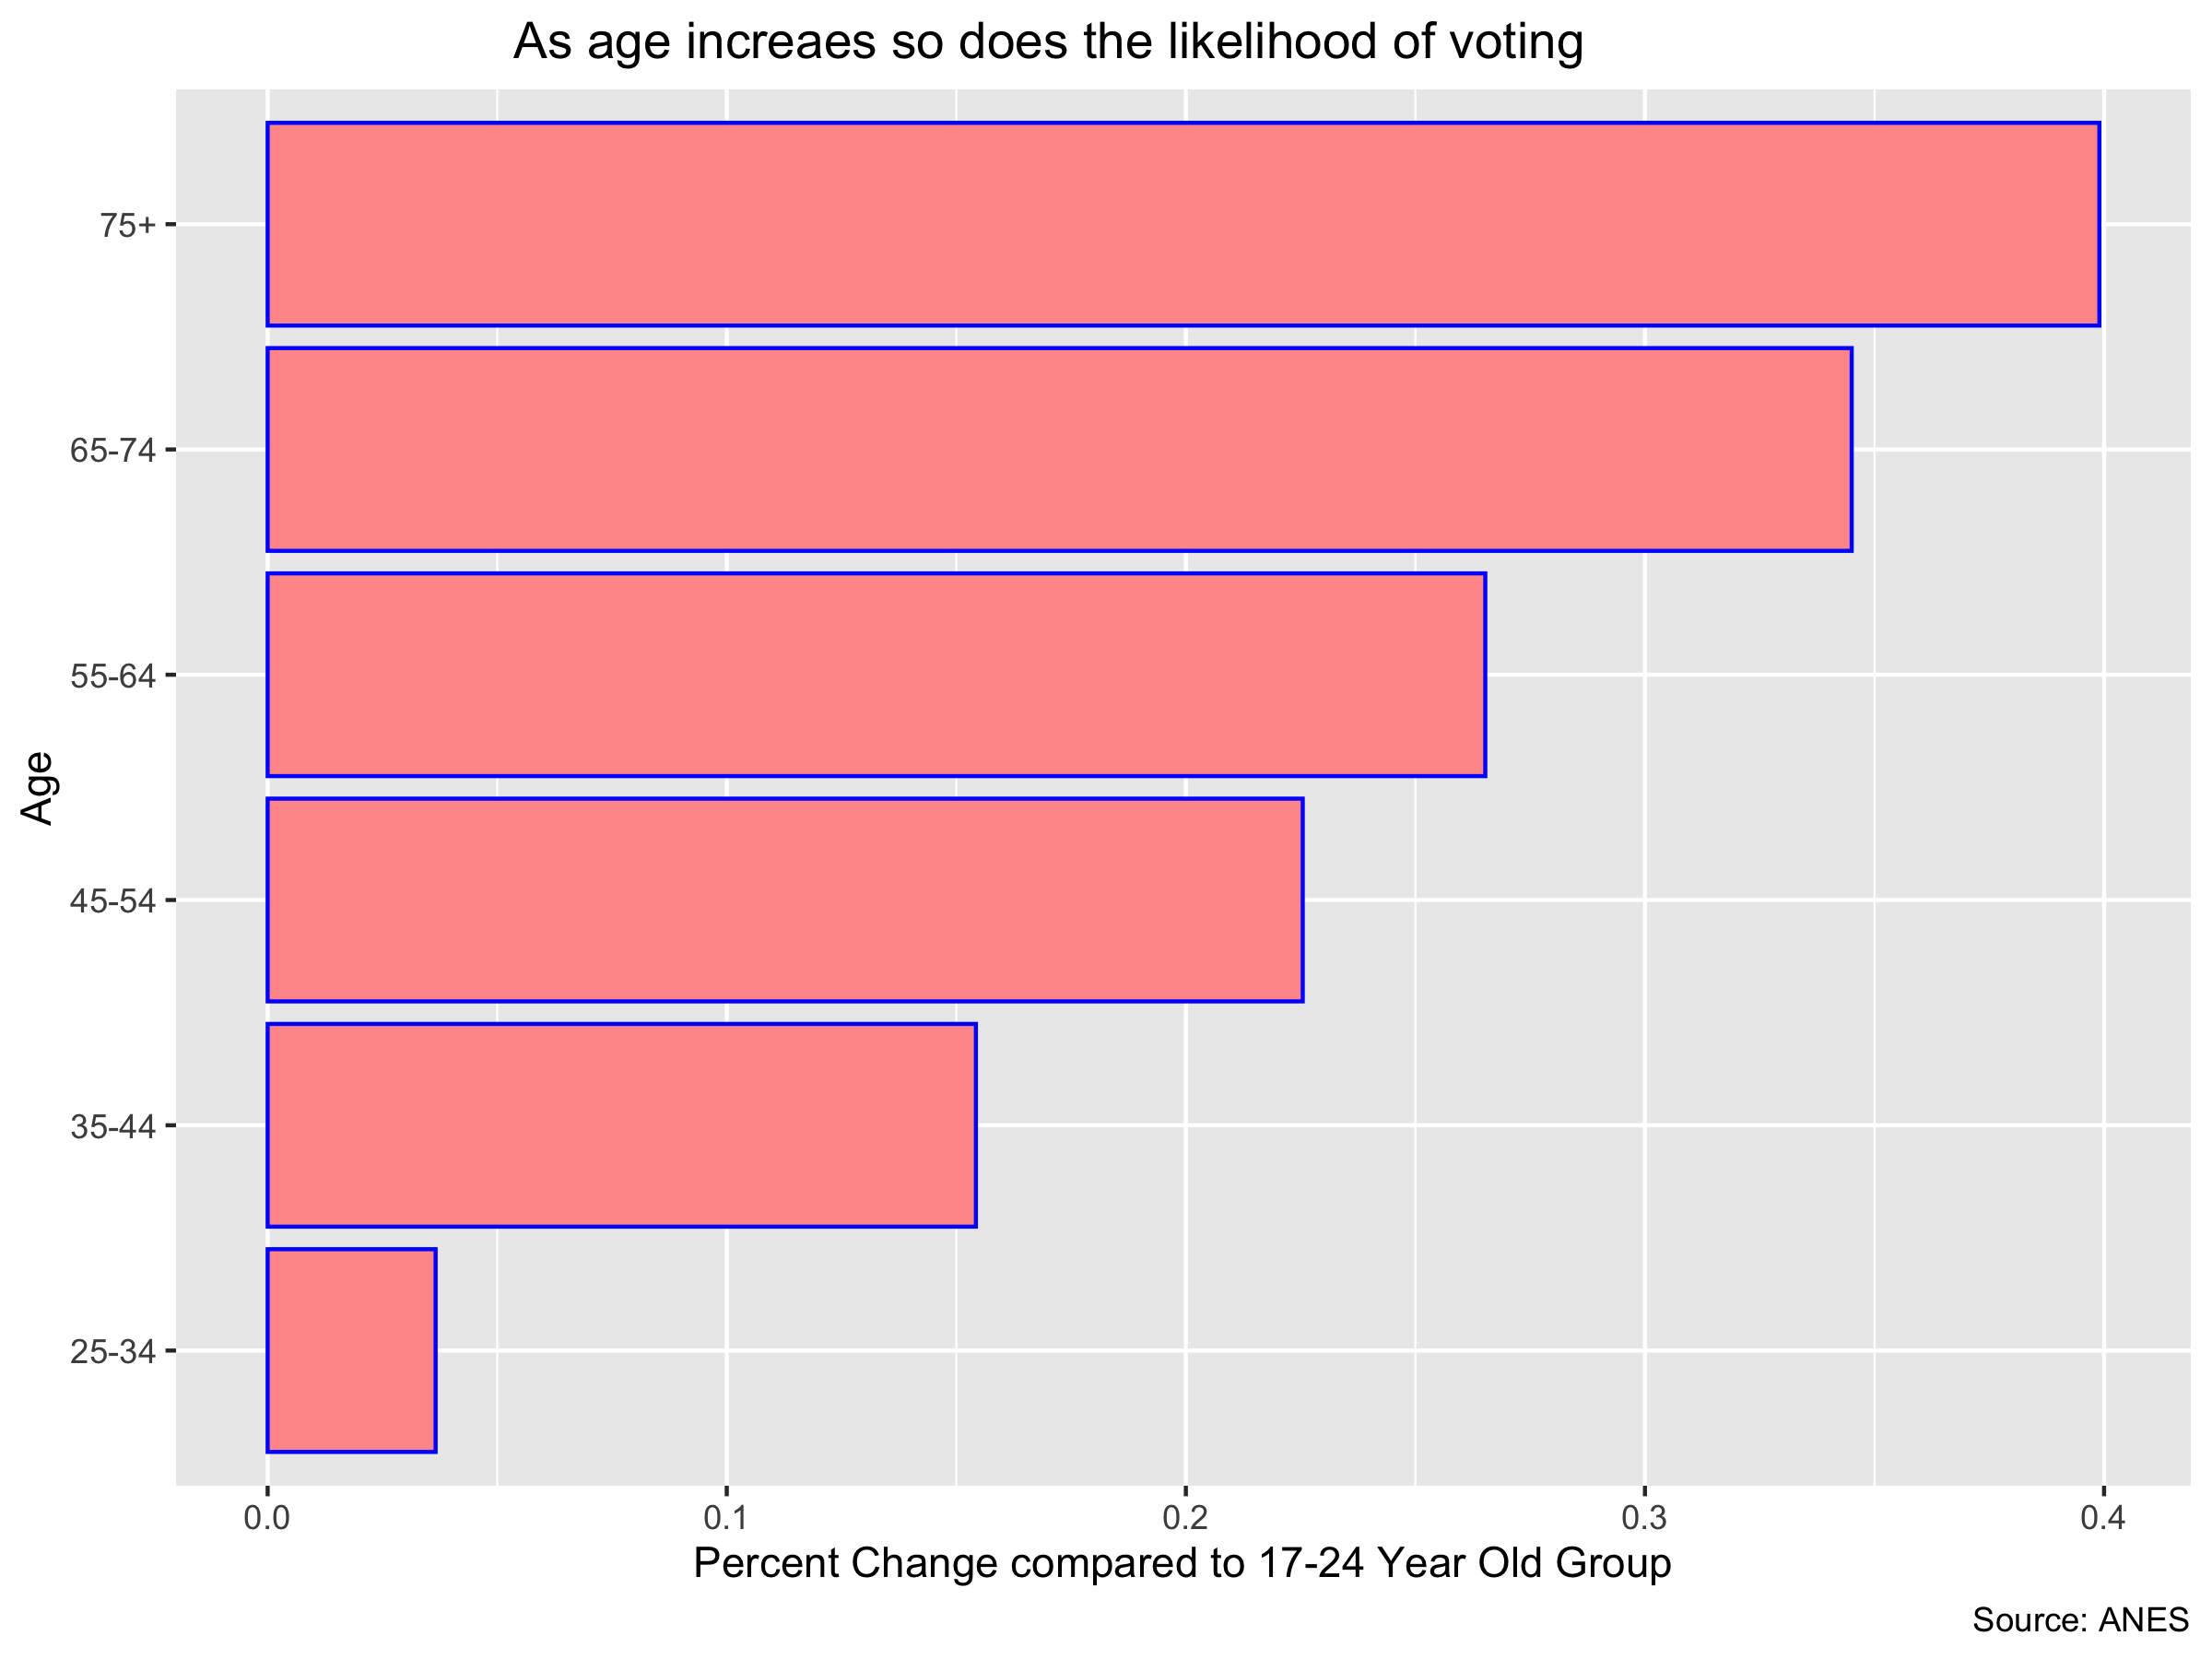 As age increaes so does the likelihood of voting
75+
65-74
55-64
45-54
35-44
25-34
Age
0.0 0.1 0.2 0.3 0.4
Percent Change compared to 17-24 Year Old Group
Source: ANES